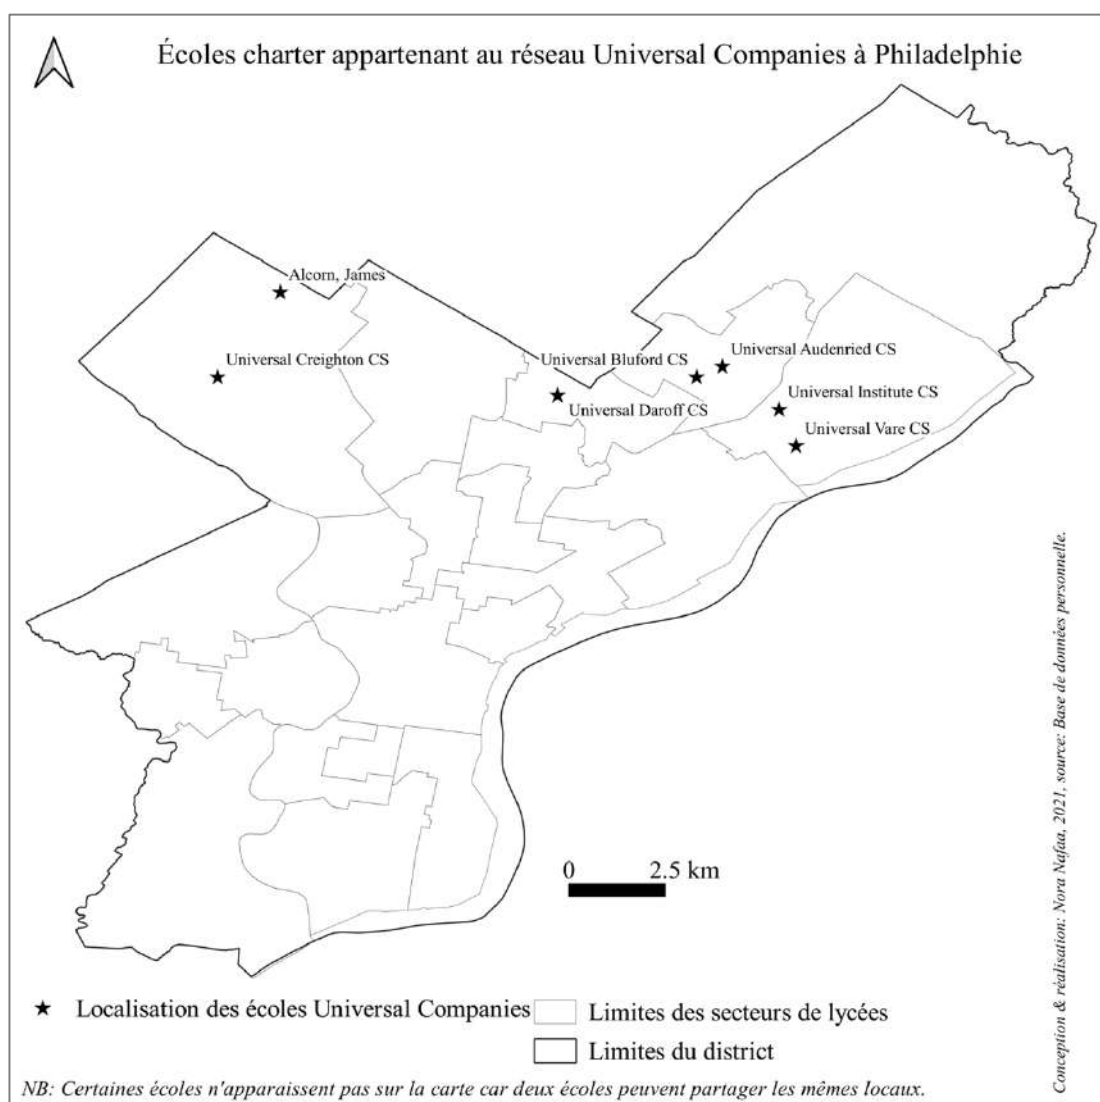 Écoles charter appartenant au réseau Universal Companies à Philadelphie
Alcorn, James
Universal Creighton CS
Universal Bluford CS
Universal Audenried CS
Universal Daroff CS
Universal Institute CS
Universal Vare CS
0 2.5 km
Localisation des écoles Universal Companies
Limites des secteurs de lycées
Limites du district
NB: Certaines écoles n'apparaissent pas sur la carte car deux écoles peuvent partager les mêmes locaux.
Conception & réalisation: Nora Nafaa, 2021, source: Base de données personnelle.